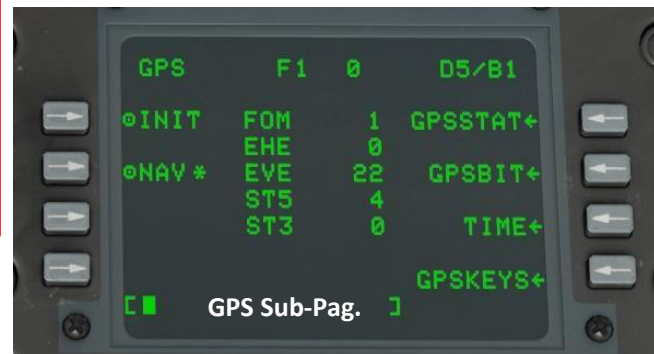 GPS F1 0 D5/B1
⊙INIT FOM 1 GPSSTAT←
EHE 0
⊙NAV * EVE 22 GPSBIT←
ST5 4
ST3 0 TIME←
GPSKEYS←
[■ GPS Sub-Pag. ]